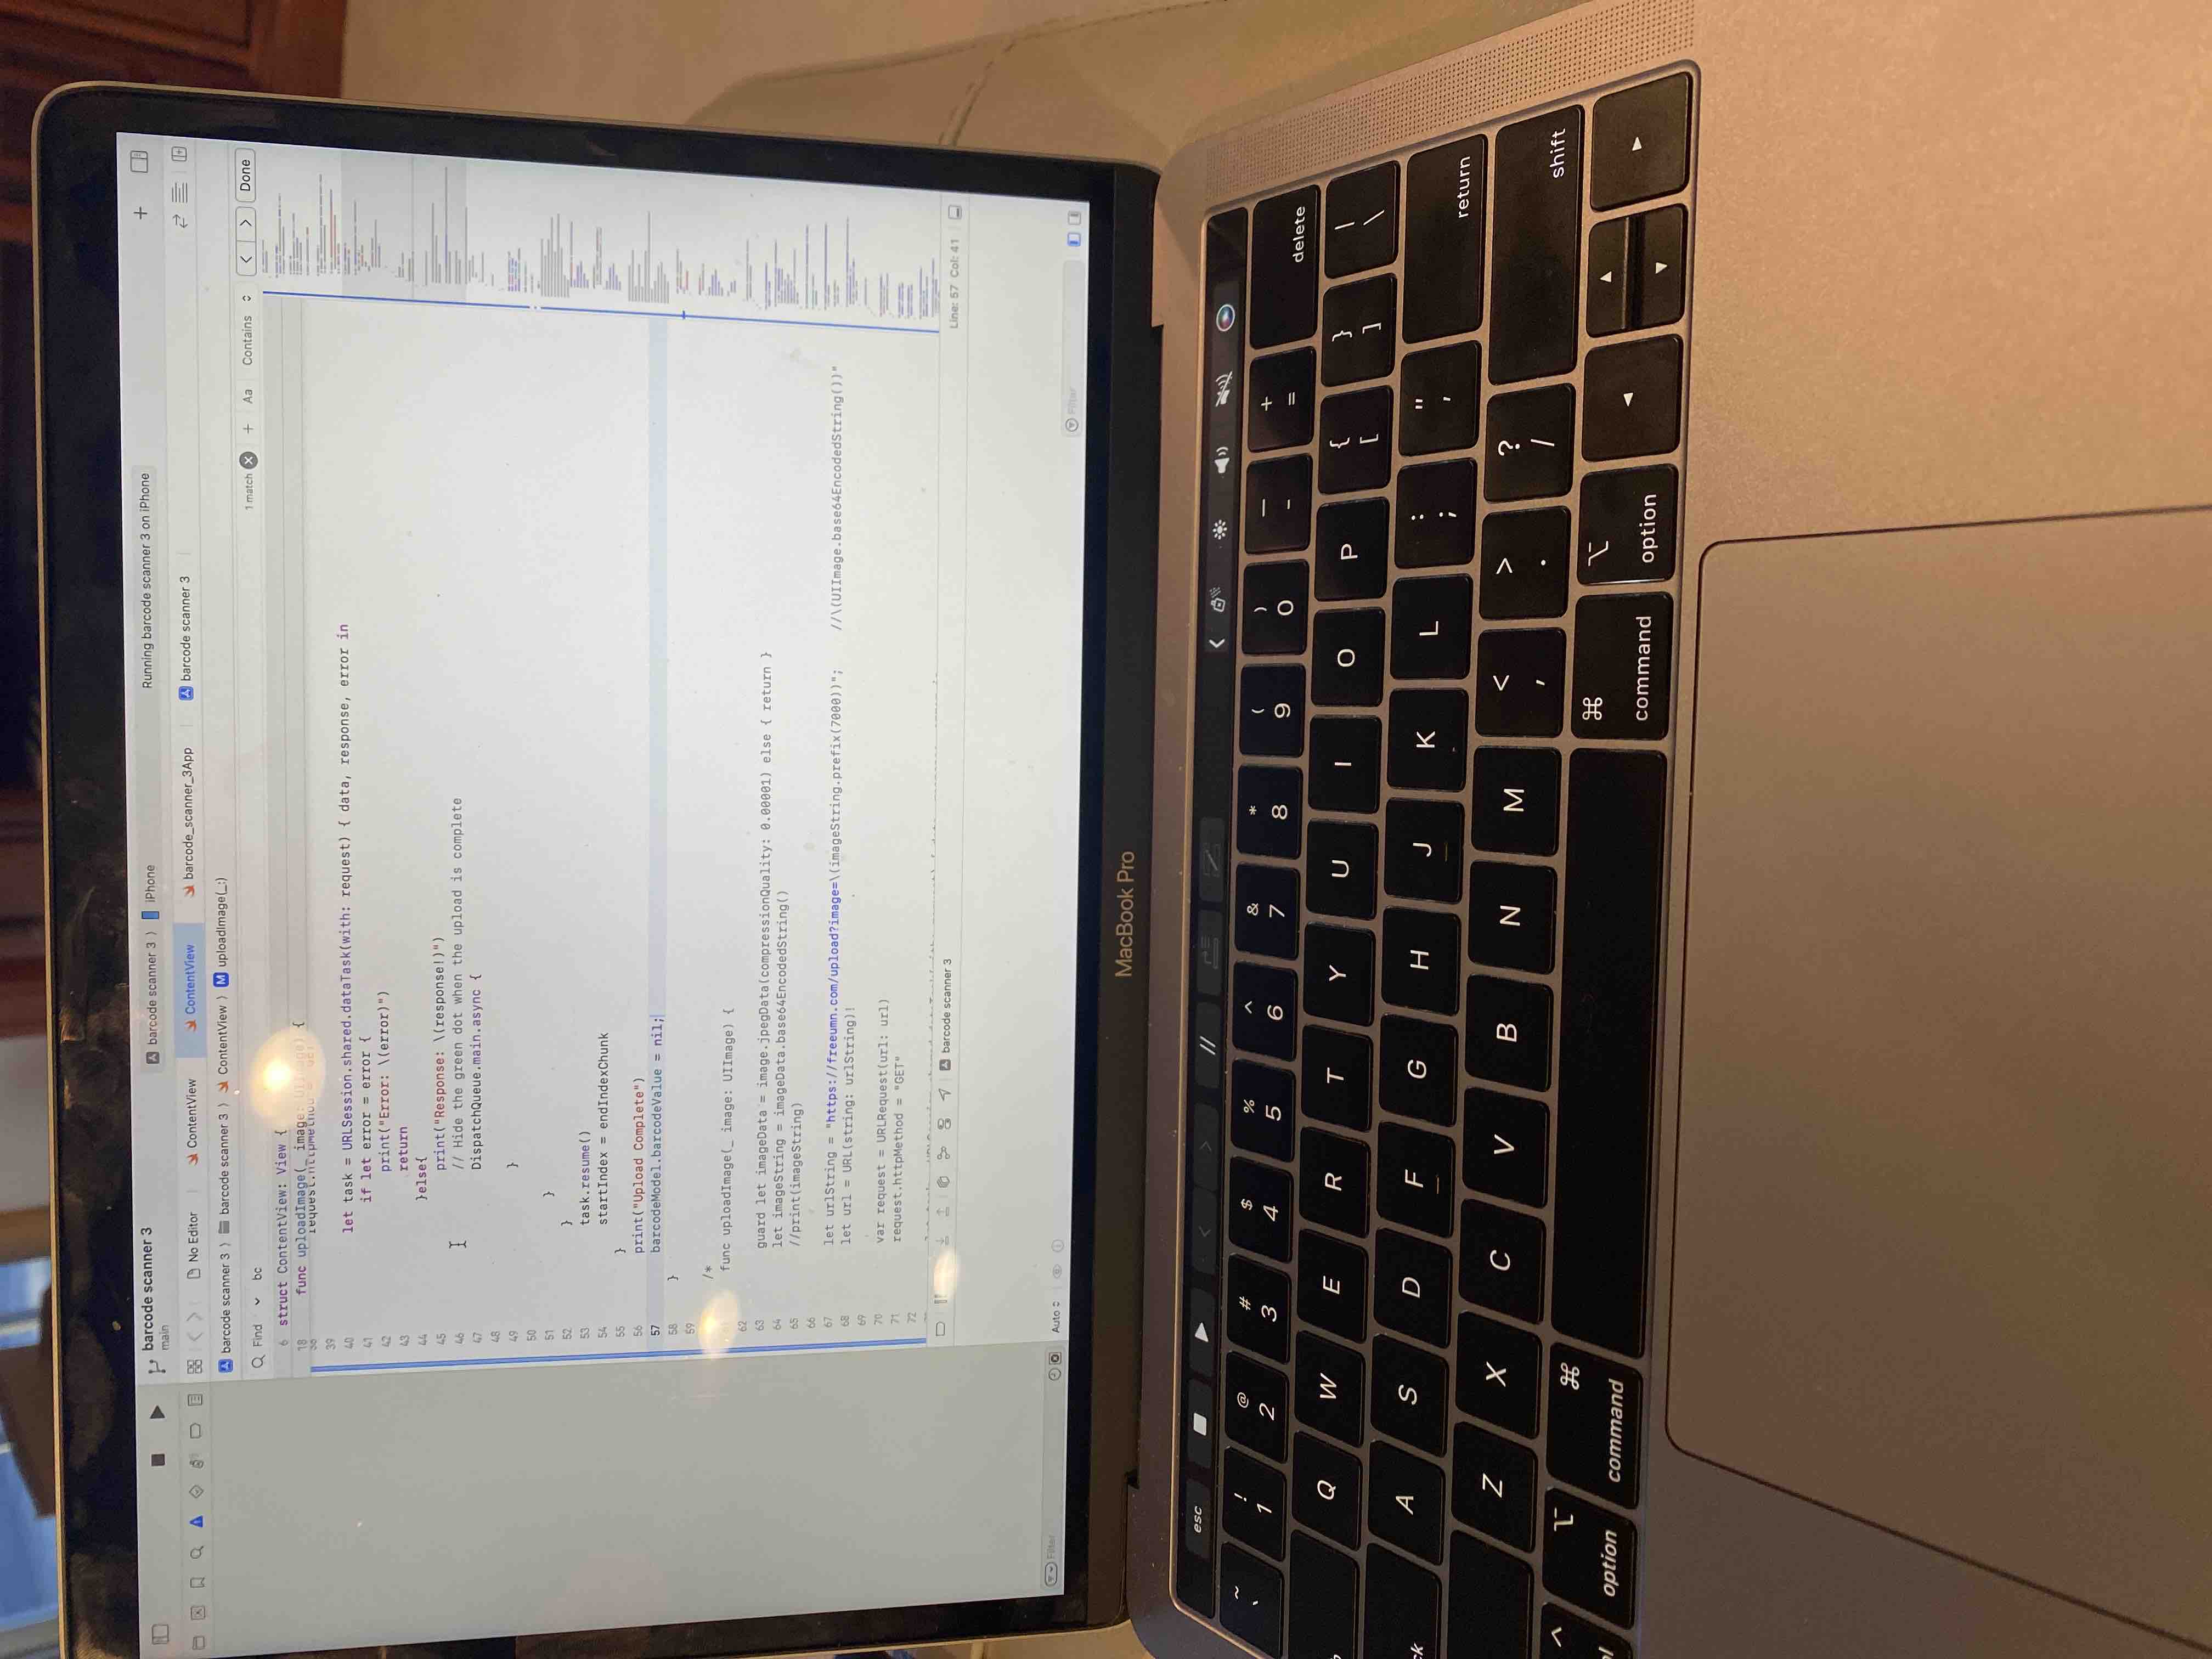 barcode scanner 3
main
barcode scanner 3 〉 iPhone
Running barcode scanner 3 on iPhone
No Editor
ContentView
ContentView
barcode_scanner_3App
barcode scanner 3
barcode scanner 3 〉 barcode scanner 3 〉 ContentView 〉 M uploadImage(_:)
Find bc
1 match
Aa
Contains
Done
6 struct ContentView: View {
18 func uploadImage(_ image: UIImage) {
38 request.httpMethod = "GET"
39
40 let task = URLSession.shared.dataTask(with: request) { data, response, error in
41 if let error = error {
42 print("Error: \(error)")
43 return
44 }else{
45 print("Response: \(response!)")
46 // Hide the green dot when the upload is complete
47 DispatchQueue.main.async {
48
49 }
50
51 }
52 }
53 task.resume()
54 startIndex = endIndexChunk
55 }
56 print("Upload Complete")
57 barcodeModel.barcodeValue = nil;
58 }
59
/*
func uploadImage(_ image: UIImage) {
62
63 guard let imageData = image.jpegData(compressionQuality: 0.00001) else { return }
64 let imageString = imageData.base64EncodedString()
65 //print(imageString)
66
67 let urlString = "https://freeumn.com/upload?image=\(imageString.prefix(7000))"; //\(UIImage.base64EncodedString())"
68 let url = URL(string: urlString)!
69
70 var request = URLRequest(url: url)
71 request.httpMethod = "GET"
72
barcode scanner 3
Line: 57 Col: 41
Filter
Auto
Filter
MacBook Pro
esc
~ ` ! 1 @ 2 # 3 $ 4 % 5 ^ 6 & 7 * 8 ( 9 ) 0 — - + = delete
Q W E R T Y U I O P { [ } ] | \
ck A S D F G H J K L : ; " ' return
Z X C V B N M < , > . ? / shift
^ ⌥ option ⌘ command ⌘ command ⌥ option